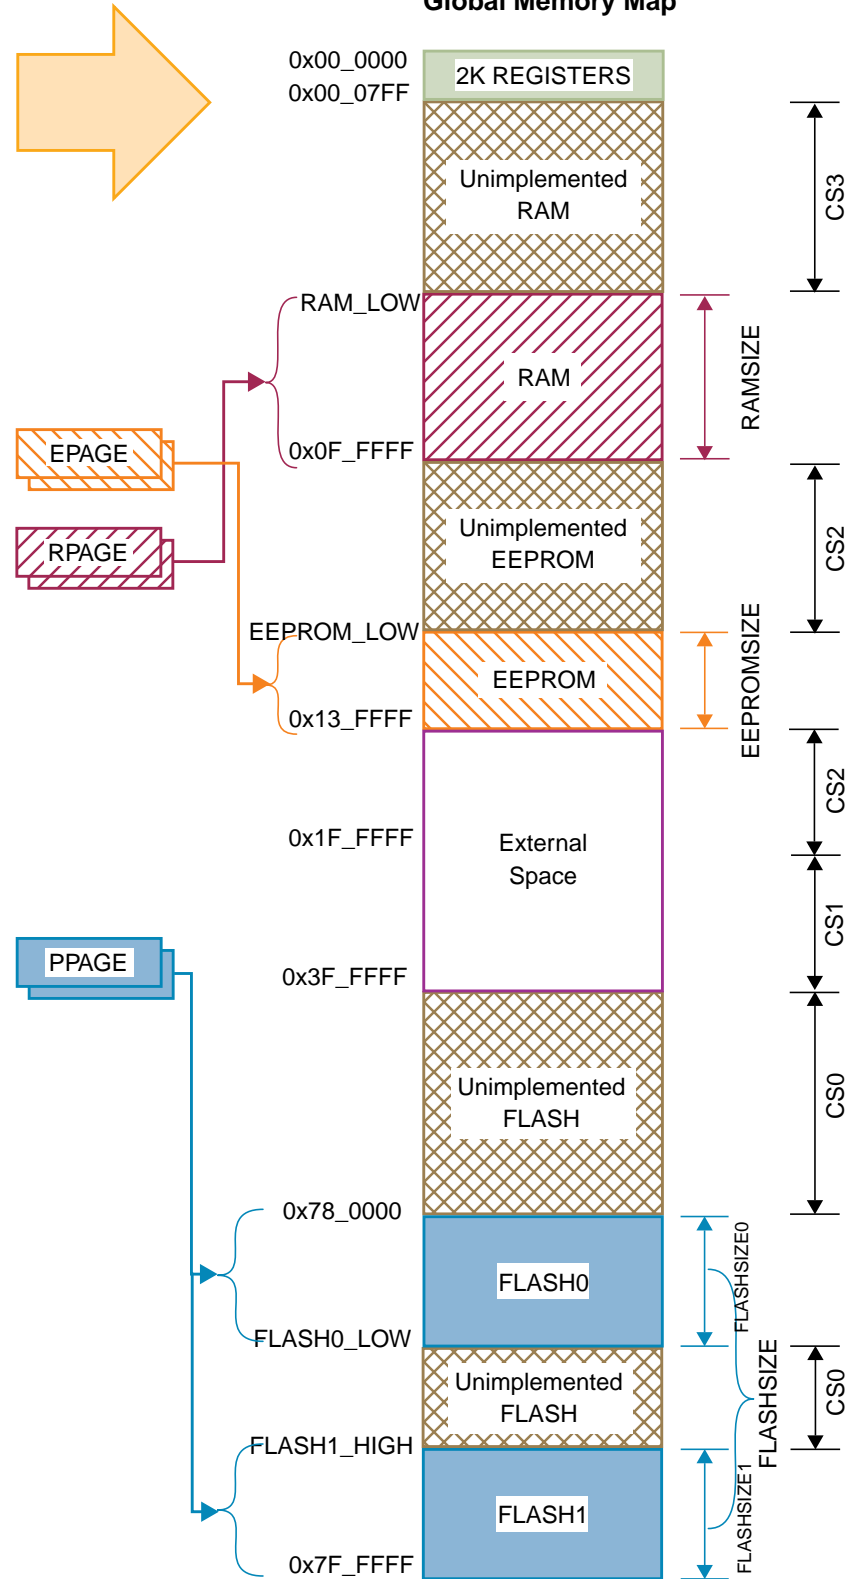 Global Memory Map
0x00_0000
2K REGISTERS
0x00_07FF
Unimplemented
RAM
CS3
RAM_LOW
RAM
RAMSIZE
0x0F_FFFF
EPAGE
RPAGE
Unimplemented
EEPROM
CS2
EEPROM_LOW
EEPROM
EEPROMSIZE
0x13_FFFF
CS2
0x1F_FFFF
External
Space
CS1
PPAGE
0x3F_FFFF
Unimplemented
FLASH
CS0
0x78_0000
FLASH0
FLASHSIZE0
FLASH0_LOW
Unimplemented
FLASH
FLASHSIZE
CS0
FLASH1_HIGH
FLASH1
FLASHSIZE1
0x7F_FFFF